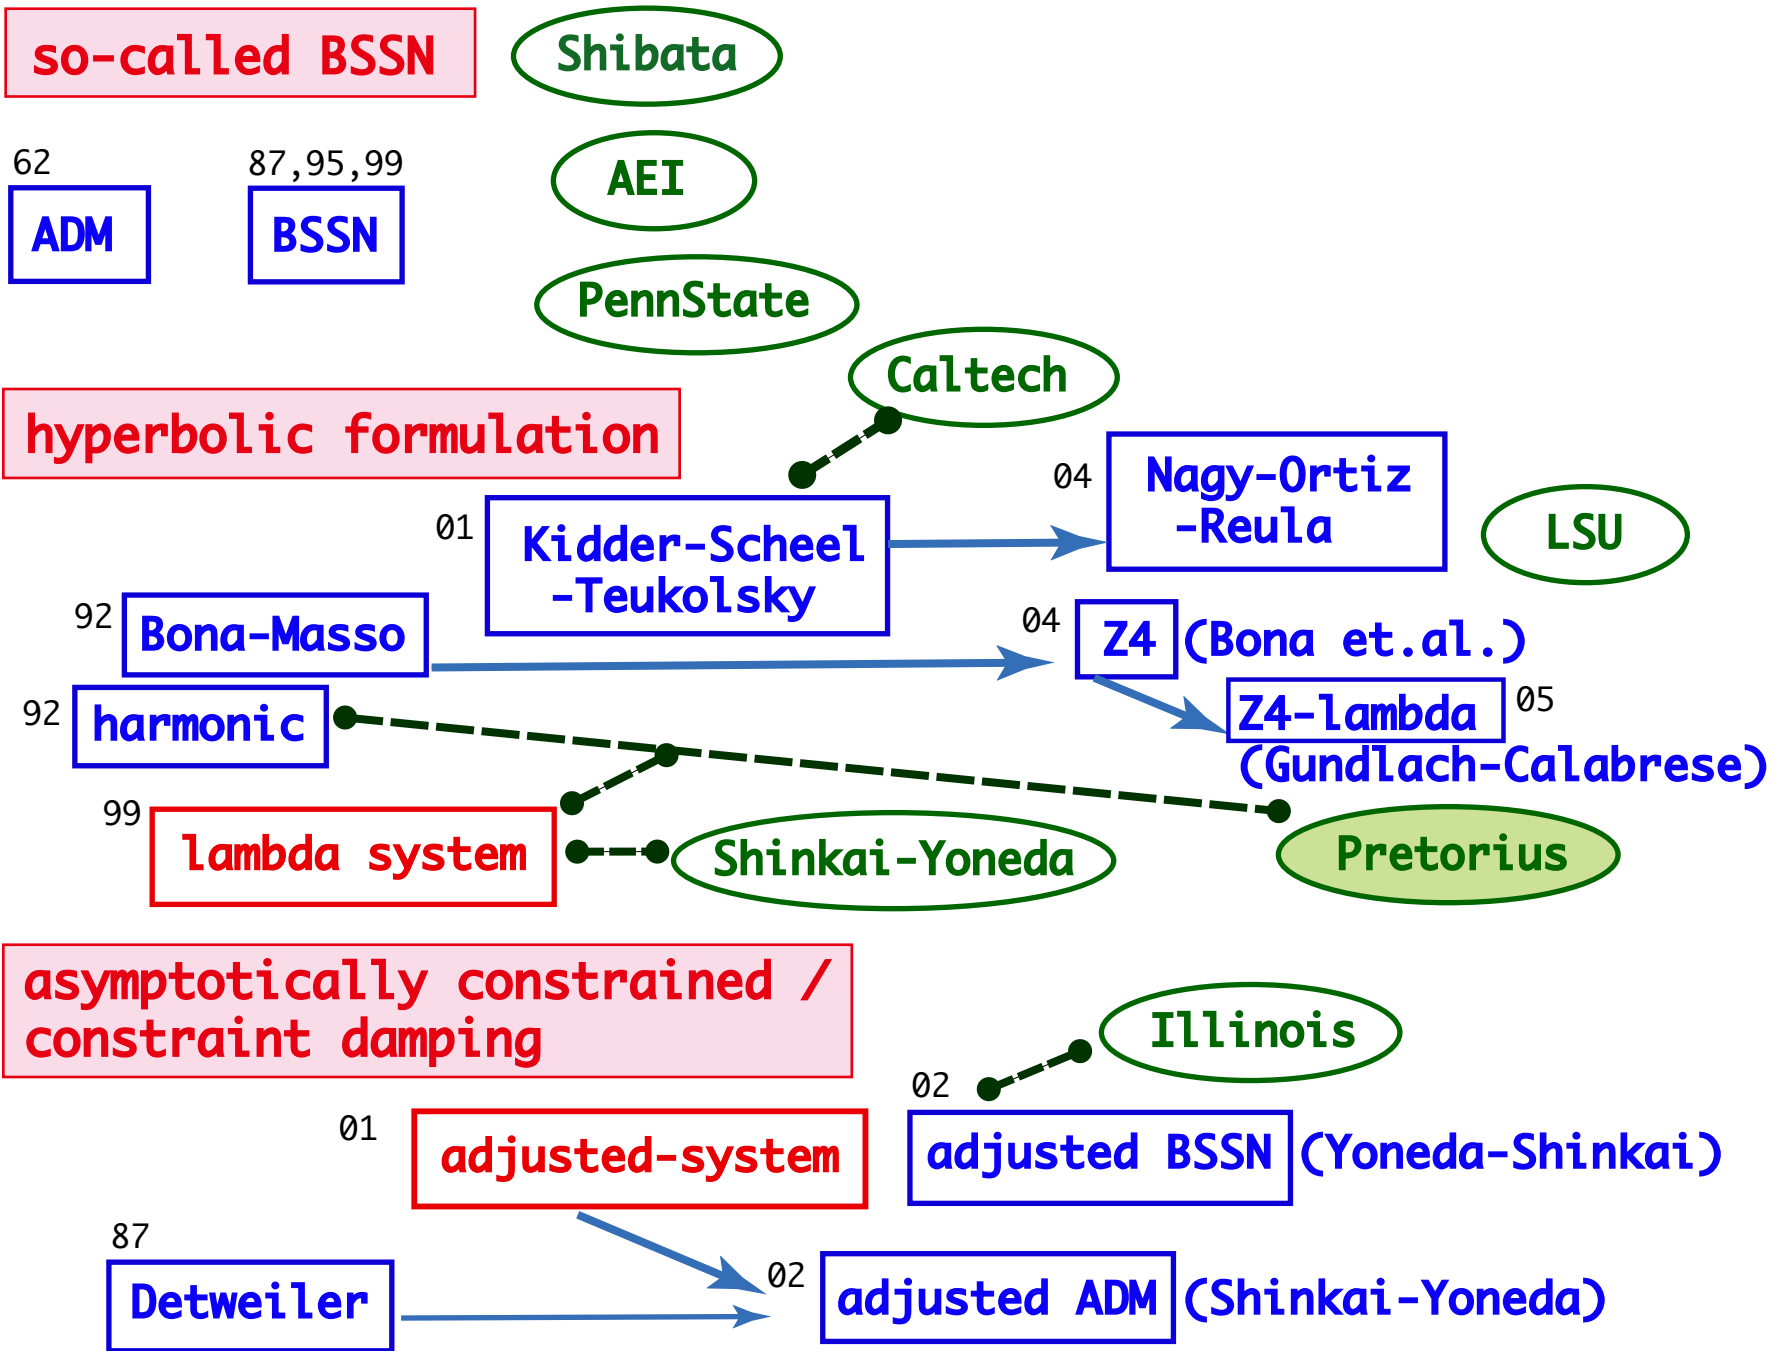 so-called BSSN
Shibata
62
87,95,99
AEI
ADM
BSSN
PennState
Caltech
hyperbolic formulation
04
Nagy-Ortiz
-Reula
01
Kidder-Scheel
-Teukolsky
LSU
92
Bona-Masso
04
Z4
(Bona et.al.)
92
harmonic
Z4-lambda
05
(Gundlach-Calabrese)
99
lambda system
Shinkai-Yoneda
Pretorius
asymptotically constrained /
constraint damping
Illinois
02
01
adjusted-system
adjusted BSSN
(Yoneda-Shinkai)
87
Detweiler
02
adjusted ADM
(Shinkai-Yoneda)